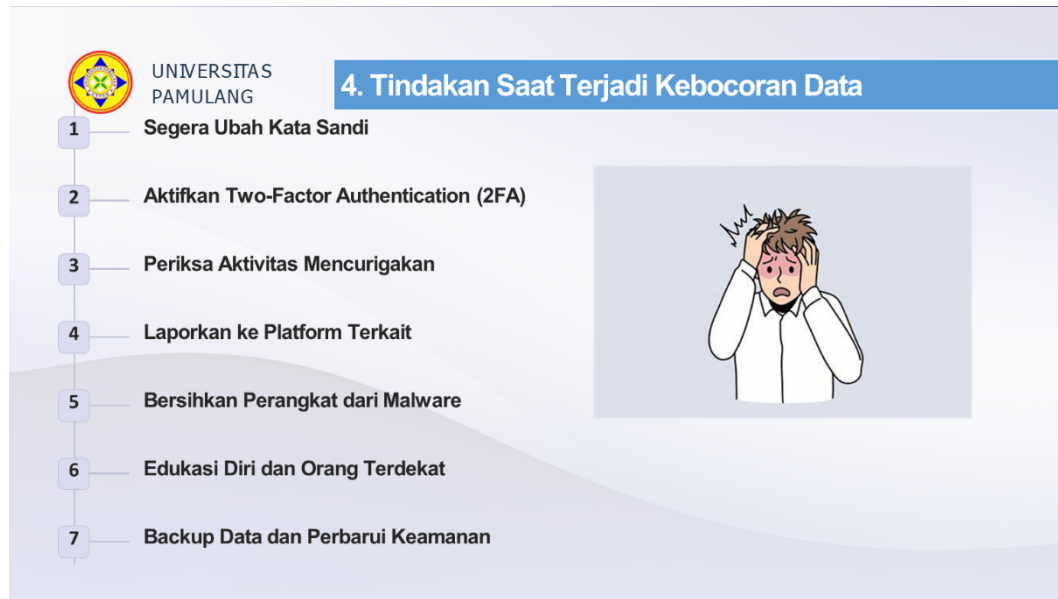 UNIVERSITAS
PAMULANG
4. Tindakan Saat Terjadi Kebocoran Data
1 Segera Ubah Kata Sandi
2 Aktifkan Two-Factor Authentication (2FA)
3 Periksa Aktivitas Mencurigakan
4 Laporkan ke Platform Terkait
5 Bersihkan Perangkat dari Malware
6 Edukasi Diri dan Orang Terdekat
7 Backup Data dan Perbarui Keamanan